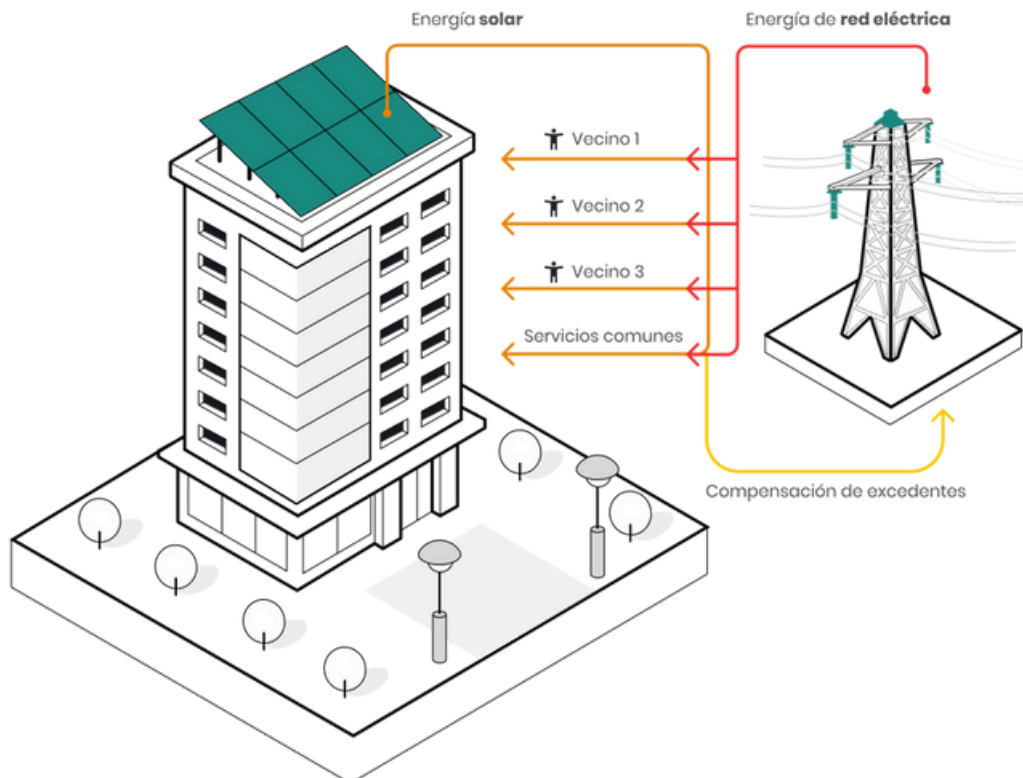 Energía solar
Energía de red eléctrica
Vecino 1
Vecino 2
Vecino 3
Servicios comunes
Compensación de excedentes